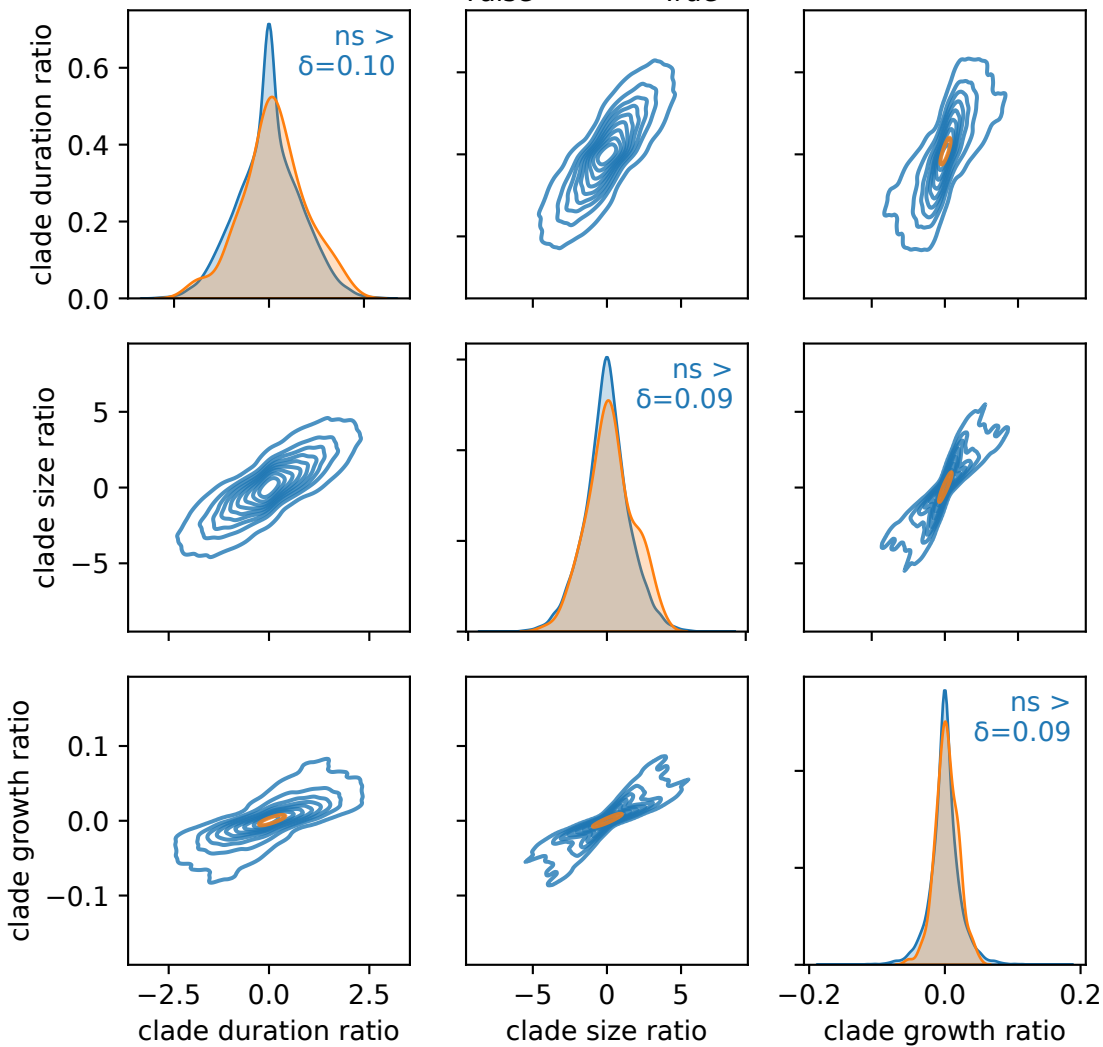 clade duration ratio
0.6
0.4
0.2
0.0
ns >
δ=0.10
clade size ratio
5
0
−5
ns >
δ=0.09
clade growth ratio
0.1
0.0
−0.1
ns >
δ=0.09
−2.5 0.0 2.5
−5 0 5
−0.2 0.0 0.2
clade duration ratio
clade size ratio
clade growth ratio